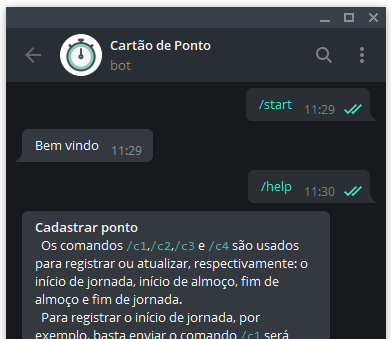 Cartão de Ponto
bot
/start 11:29
Bem vindo 11:29
/help 11:30
Cadastrar ponto
Os comandos /c1,/c2,/c3 e /c4 são usados
para registrar ou atualizar, respectivamente: o
início de jornada, início de almoço, fim de
almoço e fim de jornada.
Para registrar o início de jornada, por
exemplo, basta enviar o comando /c1 será